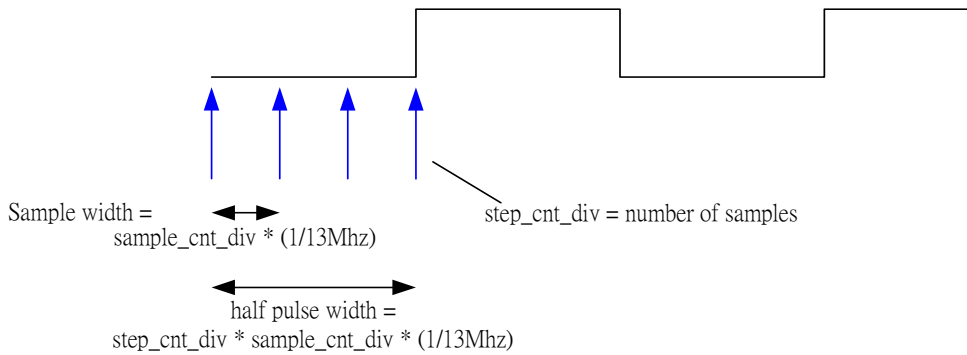 Sample width =
sample_cnt_div * (1/13Mhz)
step_cnt_div = number of samples
half pulse width =
step_cnt_div * sample_cnt_div * (1/13Mhz)